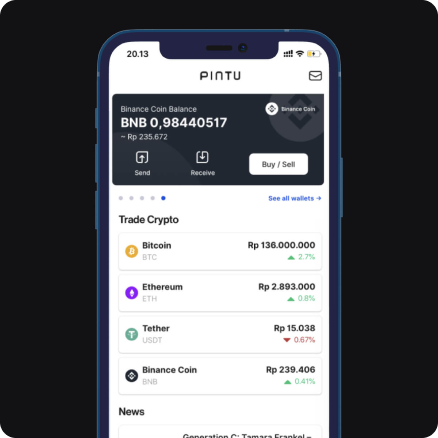 20.13
PINTU
Binance Coin Balance
Binance Coin
BNB 0,98440517
~ Rp 235.672
Send
Receive
Buy / Sell
See all wallets →
Trade Crypto
Bitcoin
Rp 136.000.000
BTC
2.7%
Ethereum
Rp 2.893.000
ETH
0.8%
Tether
Rp 15.038
USDT
0.67%
Binance Coin
Rp 239.406
BNB
0.41%
News
Generation C: Tamara Frankel –